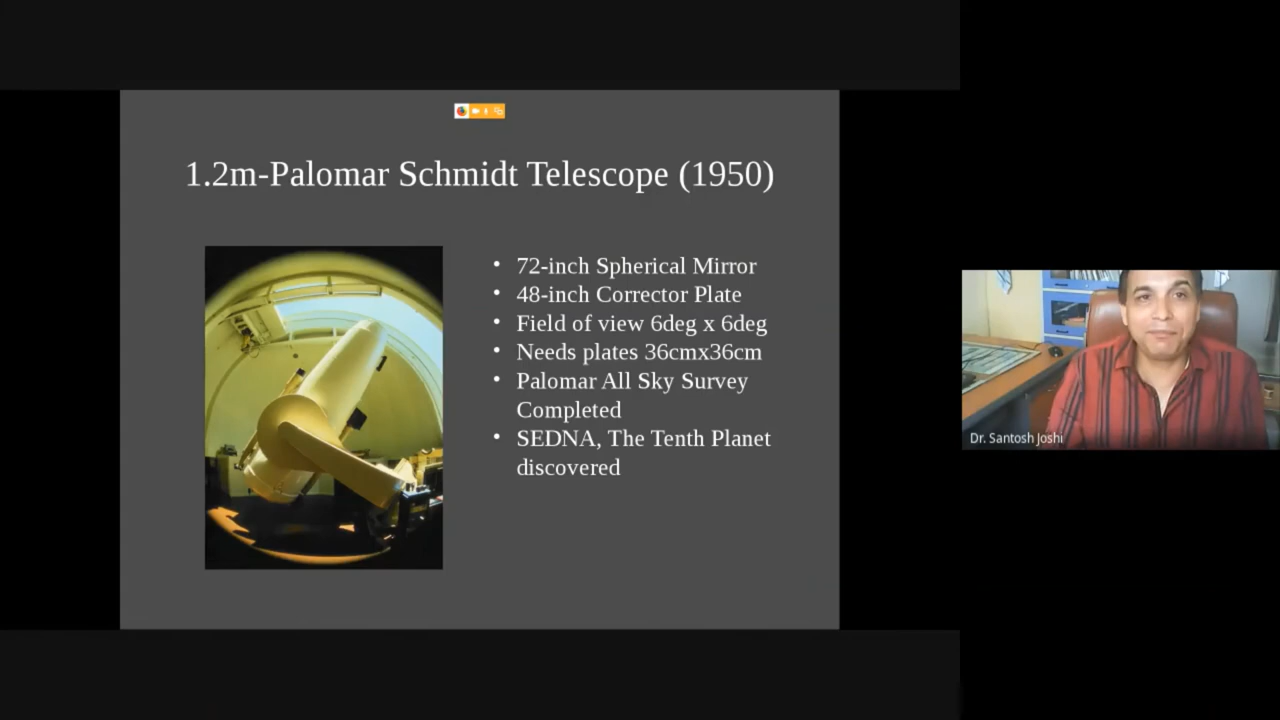 1.2m-Palomar Schmidt Telescope (1950)
• 72-inch Spherical Mirror
• 48-inch Corrector Plate
• Field of view 6deg x 6deg
• Needs plates 36cmx36cm
• Palomar All Sky Survey
Completed
• SEDNA, The Tenth Planet
discovered
Dr. Santosh Joshi